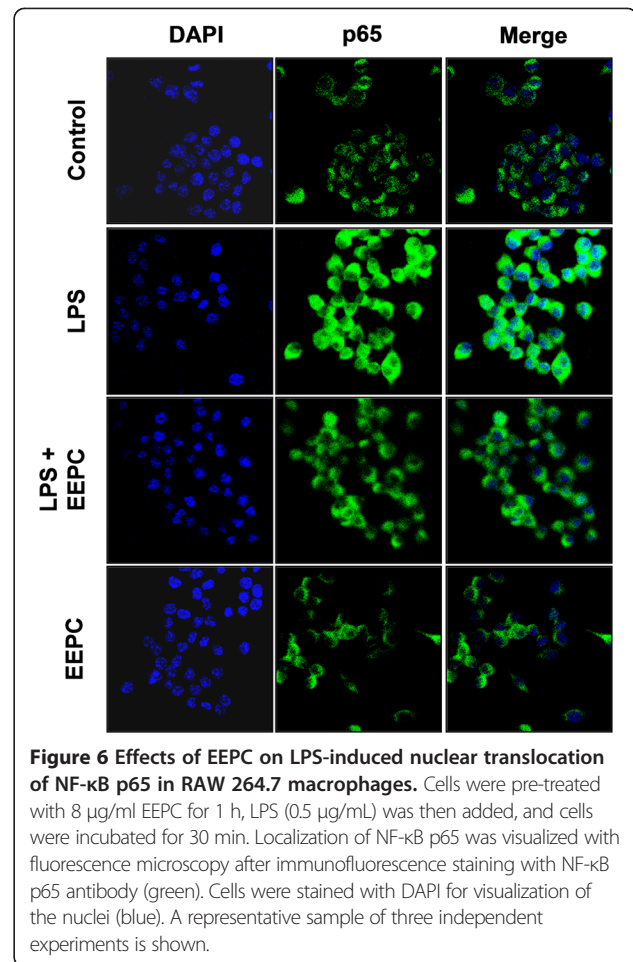 DAPI p65 Merge
Control
LPS
LPS +
EEPC
EEPC
Figure 6 Effects of EEPC on LPS-induced nuclear translocation
of NF-κB p65 in RAW 264.7 macrophages. Cells were pre-treated
with 8 μg/ml EEPC for 1 h, LPS (0.5 μg/mL) was then added, and cells
were incubated for 30 min. Localization of NF-κB p65 was visualized with
fluorescence microscopy after immunofluorescence staining with NF-κB
p65 antibody (green). Cells were stained with DAPI for visualization of
the nuclei (blue). A representative sample of three independent
experiments is shown.